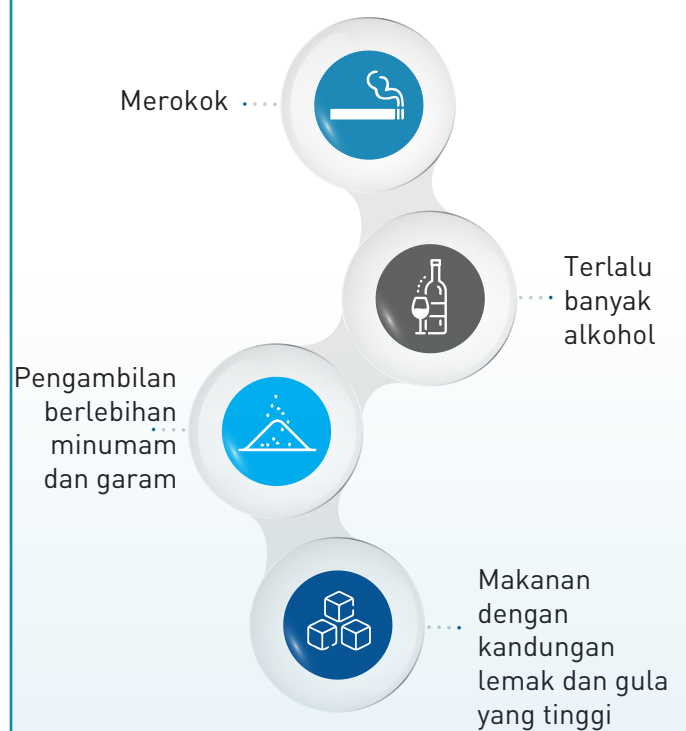 Merokok
Terlalu
banyak
alkohol
Pengambilan
berlebihan
minumam
dan garam
Makanan
dengan
kandungan
lemak dan gula
yang tinggi